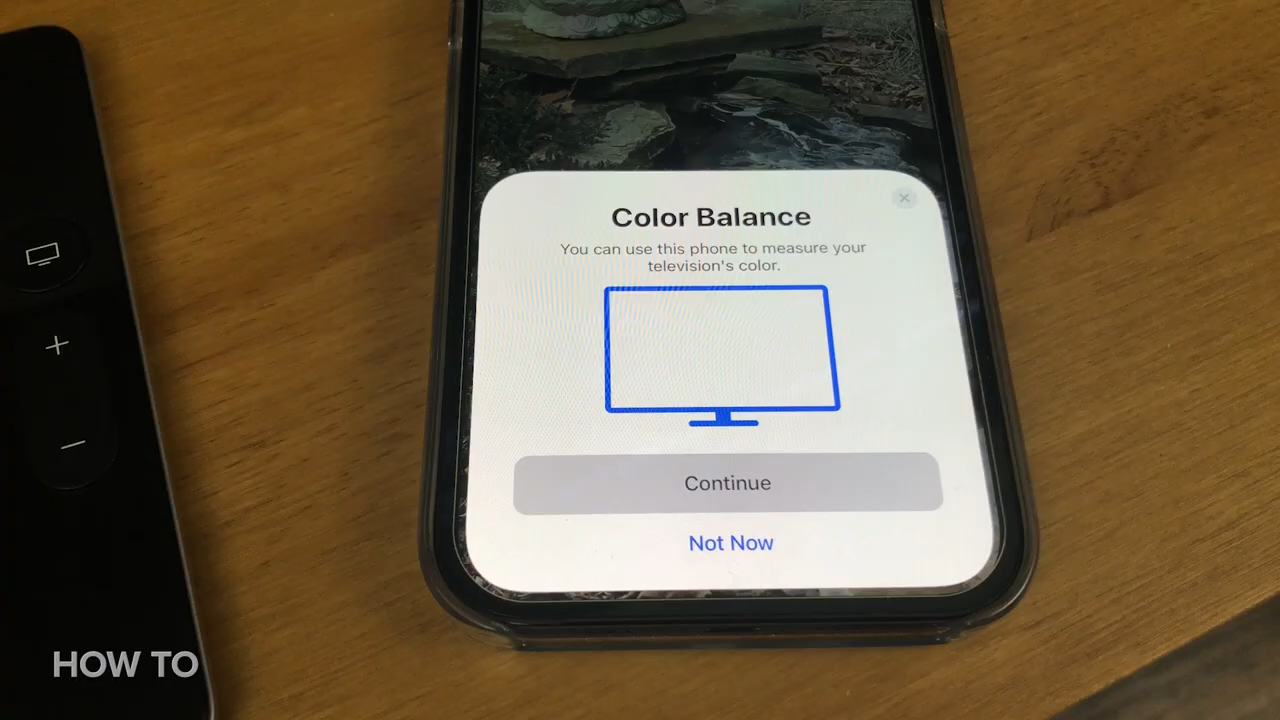 Color Balance
You can use this phone to measure your
television's color.
Continue
Not Now
HOW TO